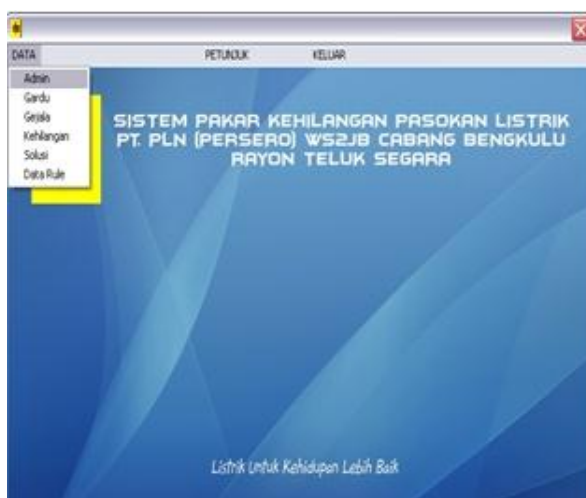 DATA PETUNJUK KELUAR
Admin
Gardu
Gejala
Kehilangan
Solusi
Data Rule
SISTEM PAKAR KEHILANGAN PASOKAN LISTRIK
PT. PLN (PERSERO) WS2JB CABANG BENGKULU
RAYON TELUK SEGARA
Listrik Untuk Kehidupan Lebih Baik